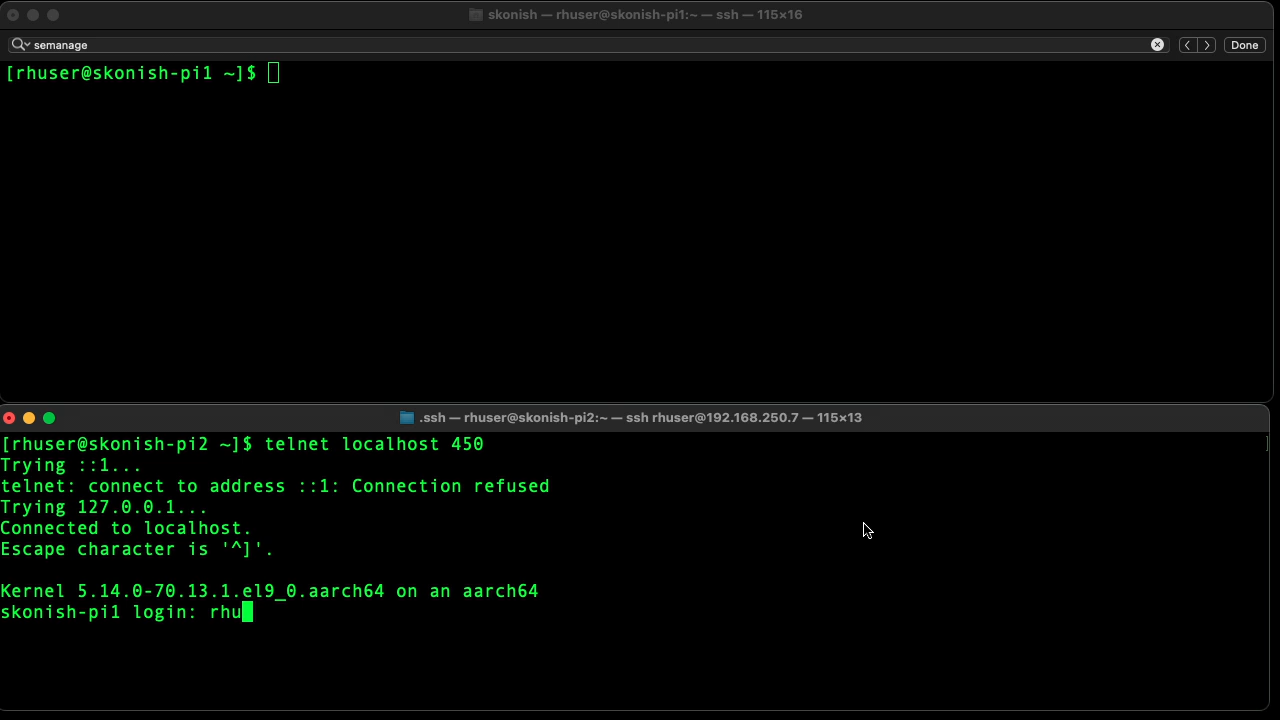 skonish — rhuser@skonish-pi1:~ — ssh — 115×16
semanage
Done
[rhuser@skonish-pi1 ~]$
.ssh — rhuser@skonish-pi2:~ — ssh rhuser@192.168.250.7 — 115×13
[rhuser@skonish-pi2 ~]$ telnet localhost 450
Trying ::1...
telnet: connect to address ::1: Connection refused
Trying 127.0.0.1...
Connected to localhost.
Escape character is '^]'.
Kernel 5.14.0-70.13.1.el9_0.aarch64 on an aarch64
skonish-pi1 login: rhu